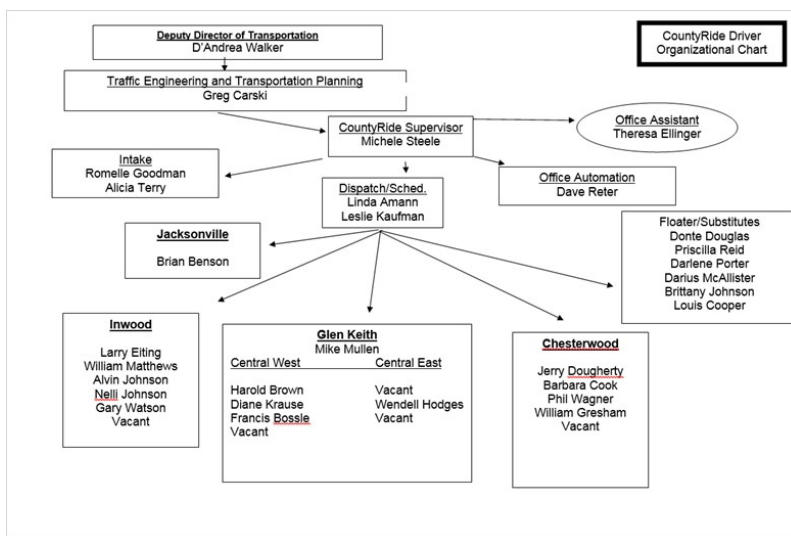 Deputy Director of Transportation
D'Andrea Walker
CountyRide Driver
Organizational Chart
Traffic Engineering and Transportation Planning
Greg Carski
CountyRide Supervisor
Michele Steele
Office Assistant
Theresa Ellinger
Intake
Romelle Goodman
Alicia Terry
Office Automation
Dave Reter
Dispatch/Sched.
Linda Amann
Leslie Kaufman
Jacksonville
Brian Benson
Floater/Substitutes
Donte Douglas
Priscilla Reid
Darlene Porter
Darius McAllister
Brittany Johnson
Louis Cooper
Inwood
Larry Eiting
William Matthews
Alvin Johnson
Nelli Johnson
Gary Watson
Vacant
Glen Keith
Mike Mullen
Central West Central East
Harold Brown Vacant
Diane Krause Wendell Hodges
Francis Bossle Vacant
Vacant
Chesterwood
Jerry Dougherty
Barbara Cook
Phil Wagner
William Gresham
Vacant